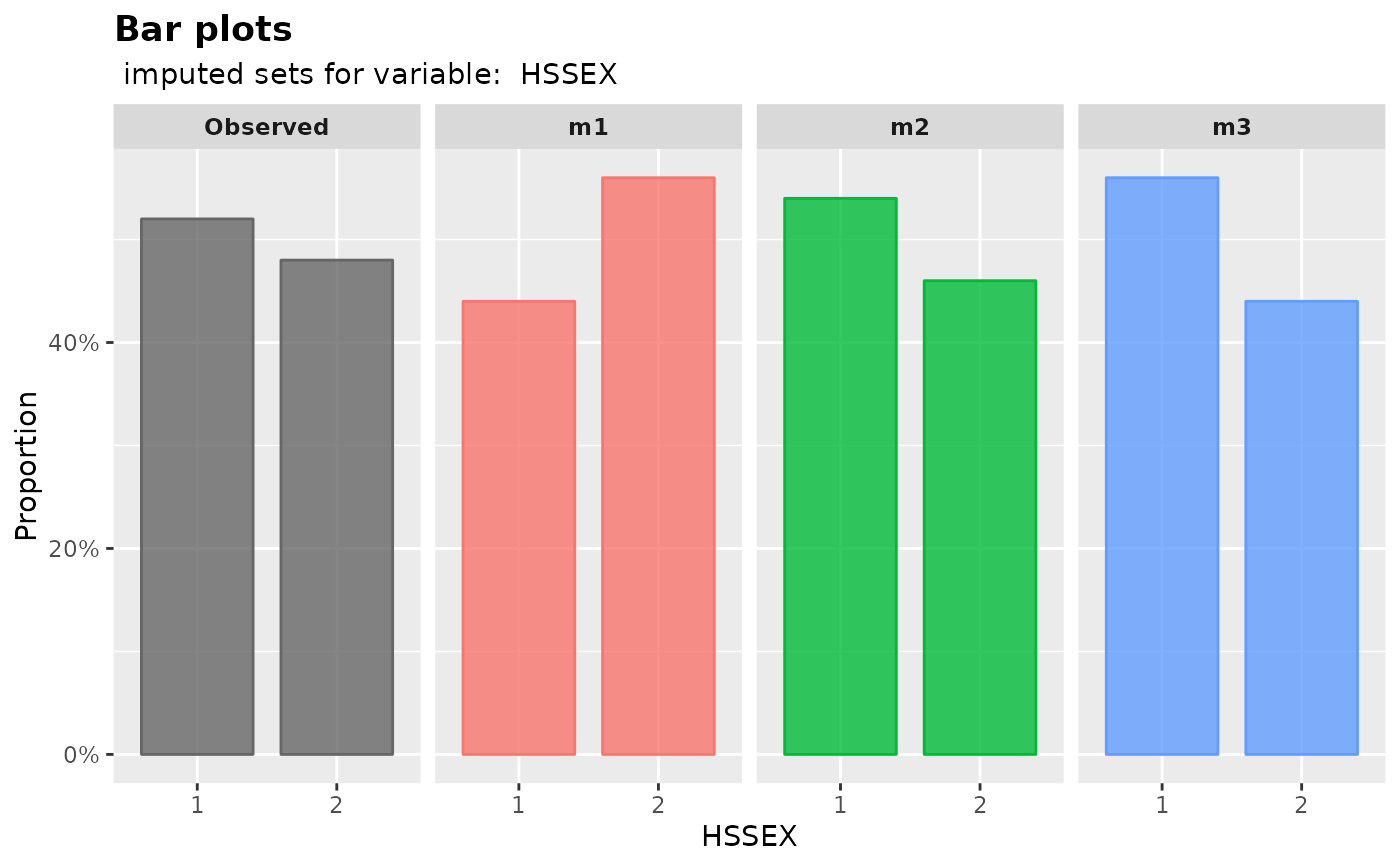 Bar plots
imputed sets for variable:  HSSEX
Observed m1 m2 m3
40%
20%
0%
Proportion
1 2 1 2 1 2 1 2
HSSEX